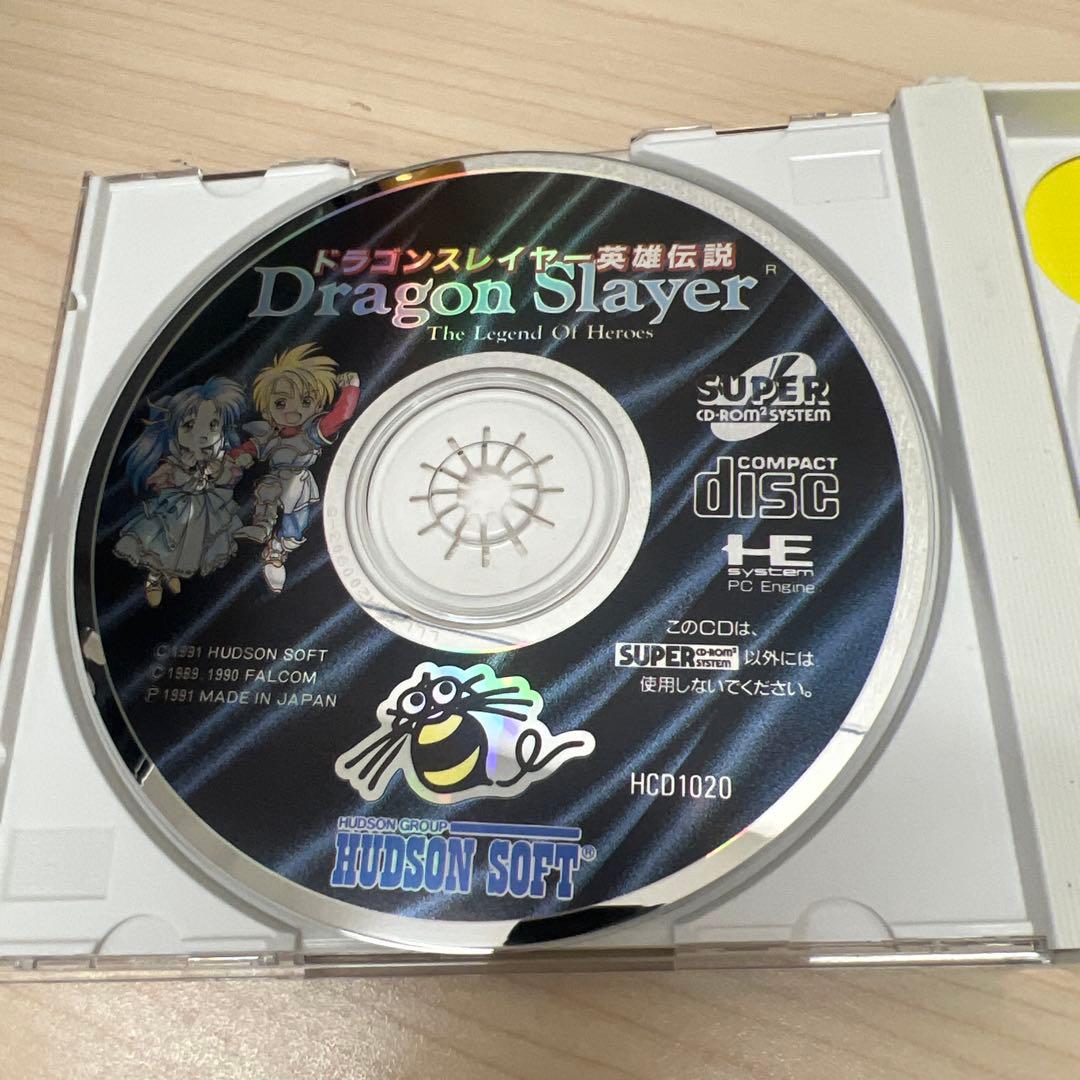 ドラゴンスレイヤー英雄伝説
Dragon Slayer R
The Legend Of Heroes
SUPER
CD-ROM² SYSTEM
COMPACT
disc
HE
system
PC Engine
このCDは、
SUPER CD-ROM² SYSTEM 以外には
使用しないでください。
© 1991 HUDSON SOFT
© 1989, 1990 FALCOM
℗ 1991 MADE IN JAPAN
HCD1020
HUDSON GROUP
HUDSON SOFT®